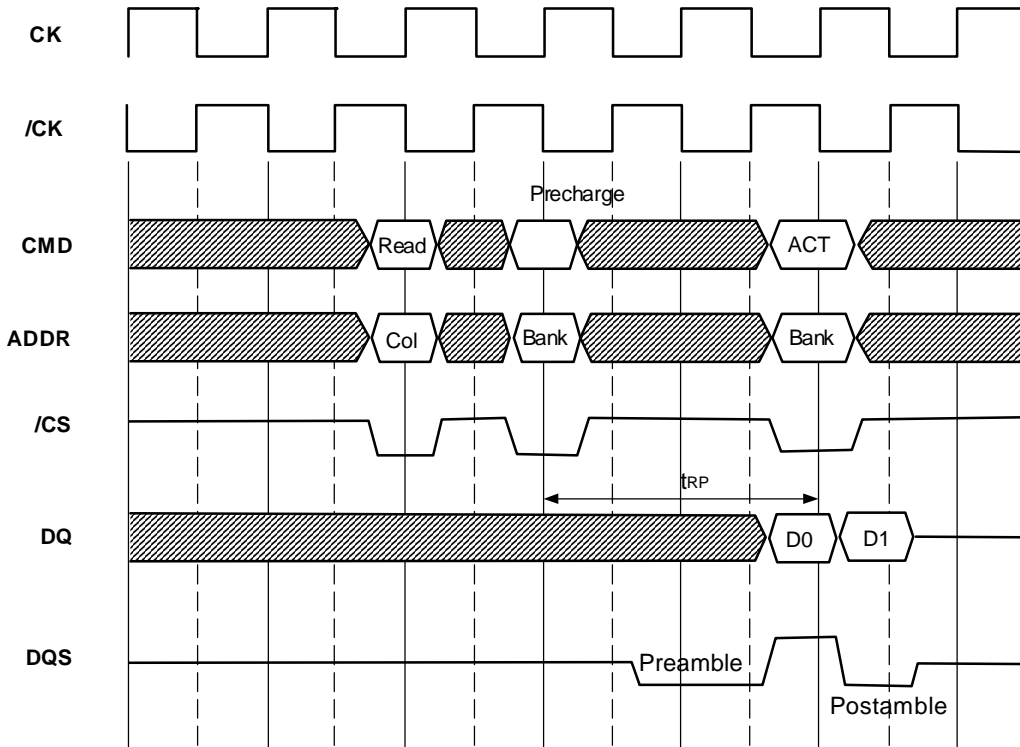 CK
/CK
Precharge
CMD Read ACT
ADDR Col Bank Bank
/CS
tRP
DQ D0 D1
DQS Preamble
Postamble